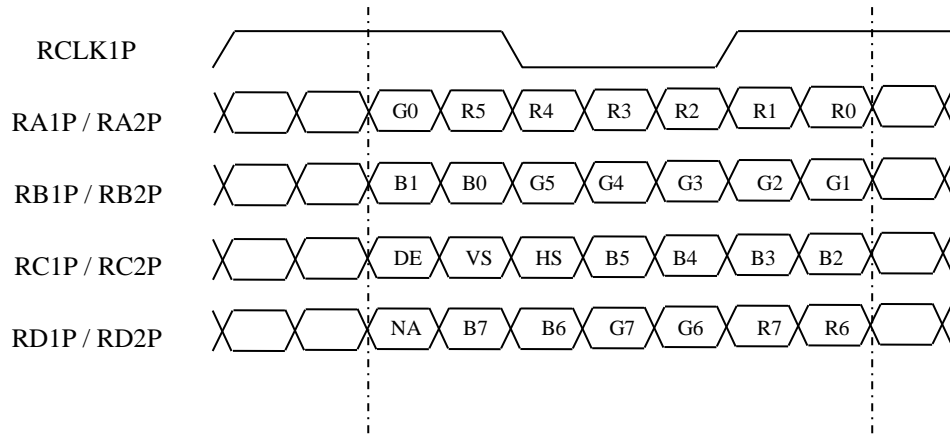 RCLK1P
RA1P / RA2P G0 R5 R4 R3 R2 R1 R0
RB1P / RB2P B1 B0 G5 G4 G3 G2 G1
RC1P / RC2P DE VS HS B5 B4 B3 B2
RD1P / RD2P NA B7 B6 G7 G6 R7 R6